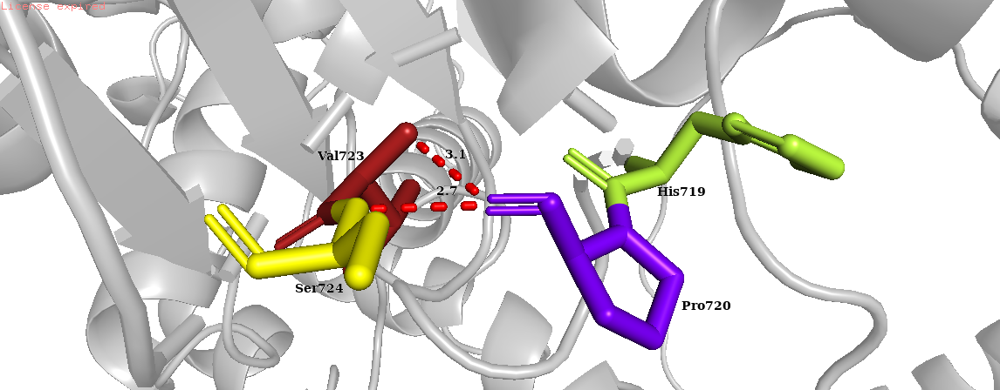 License expired
Val723
3.1
2.7
His719
Ser724
Pro720